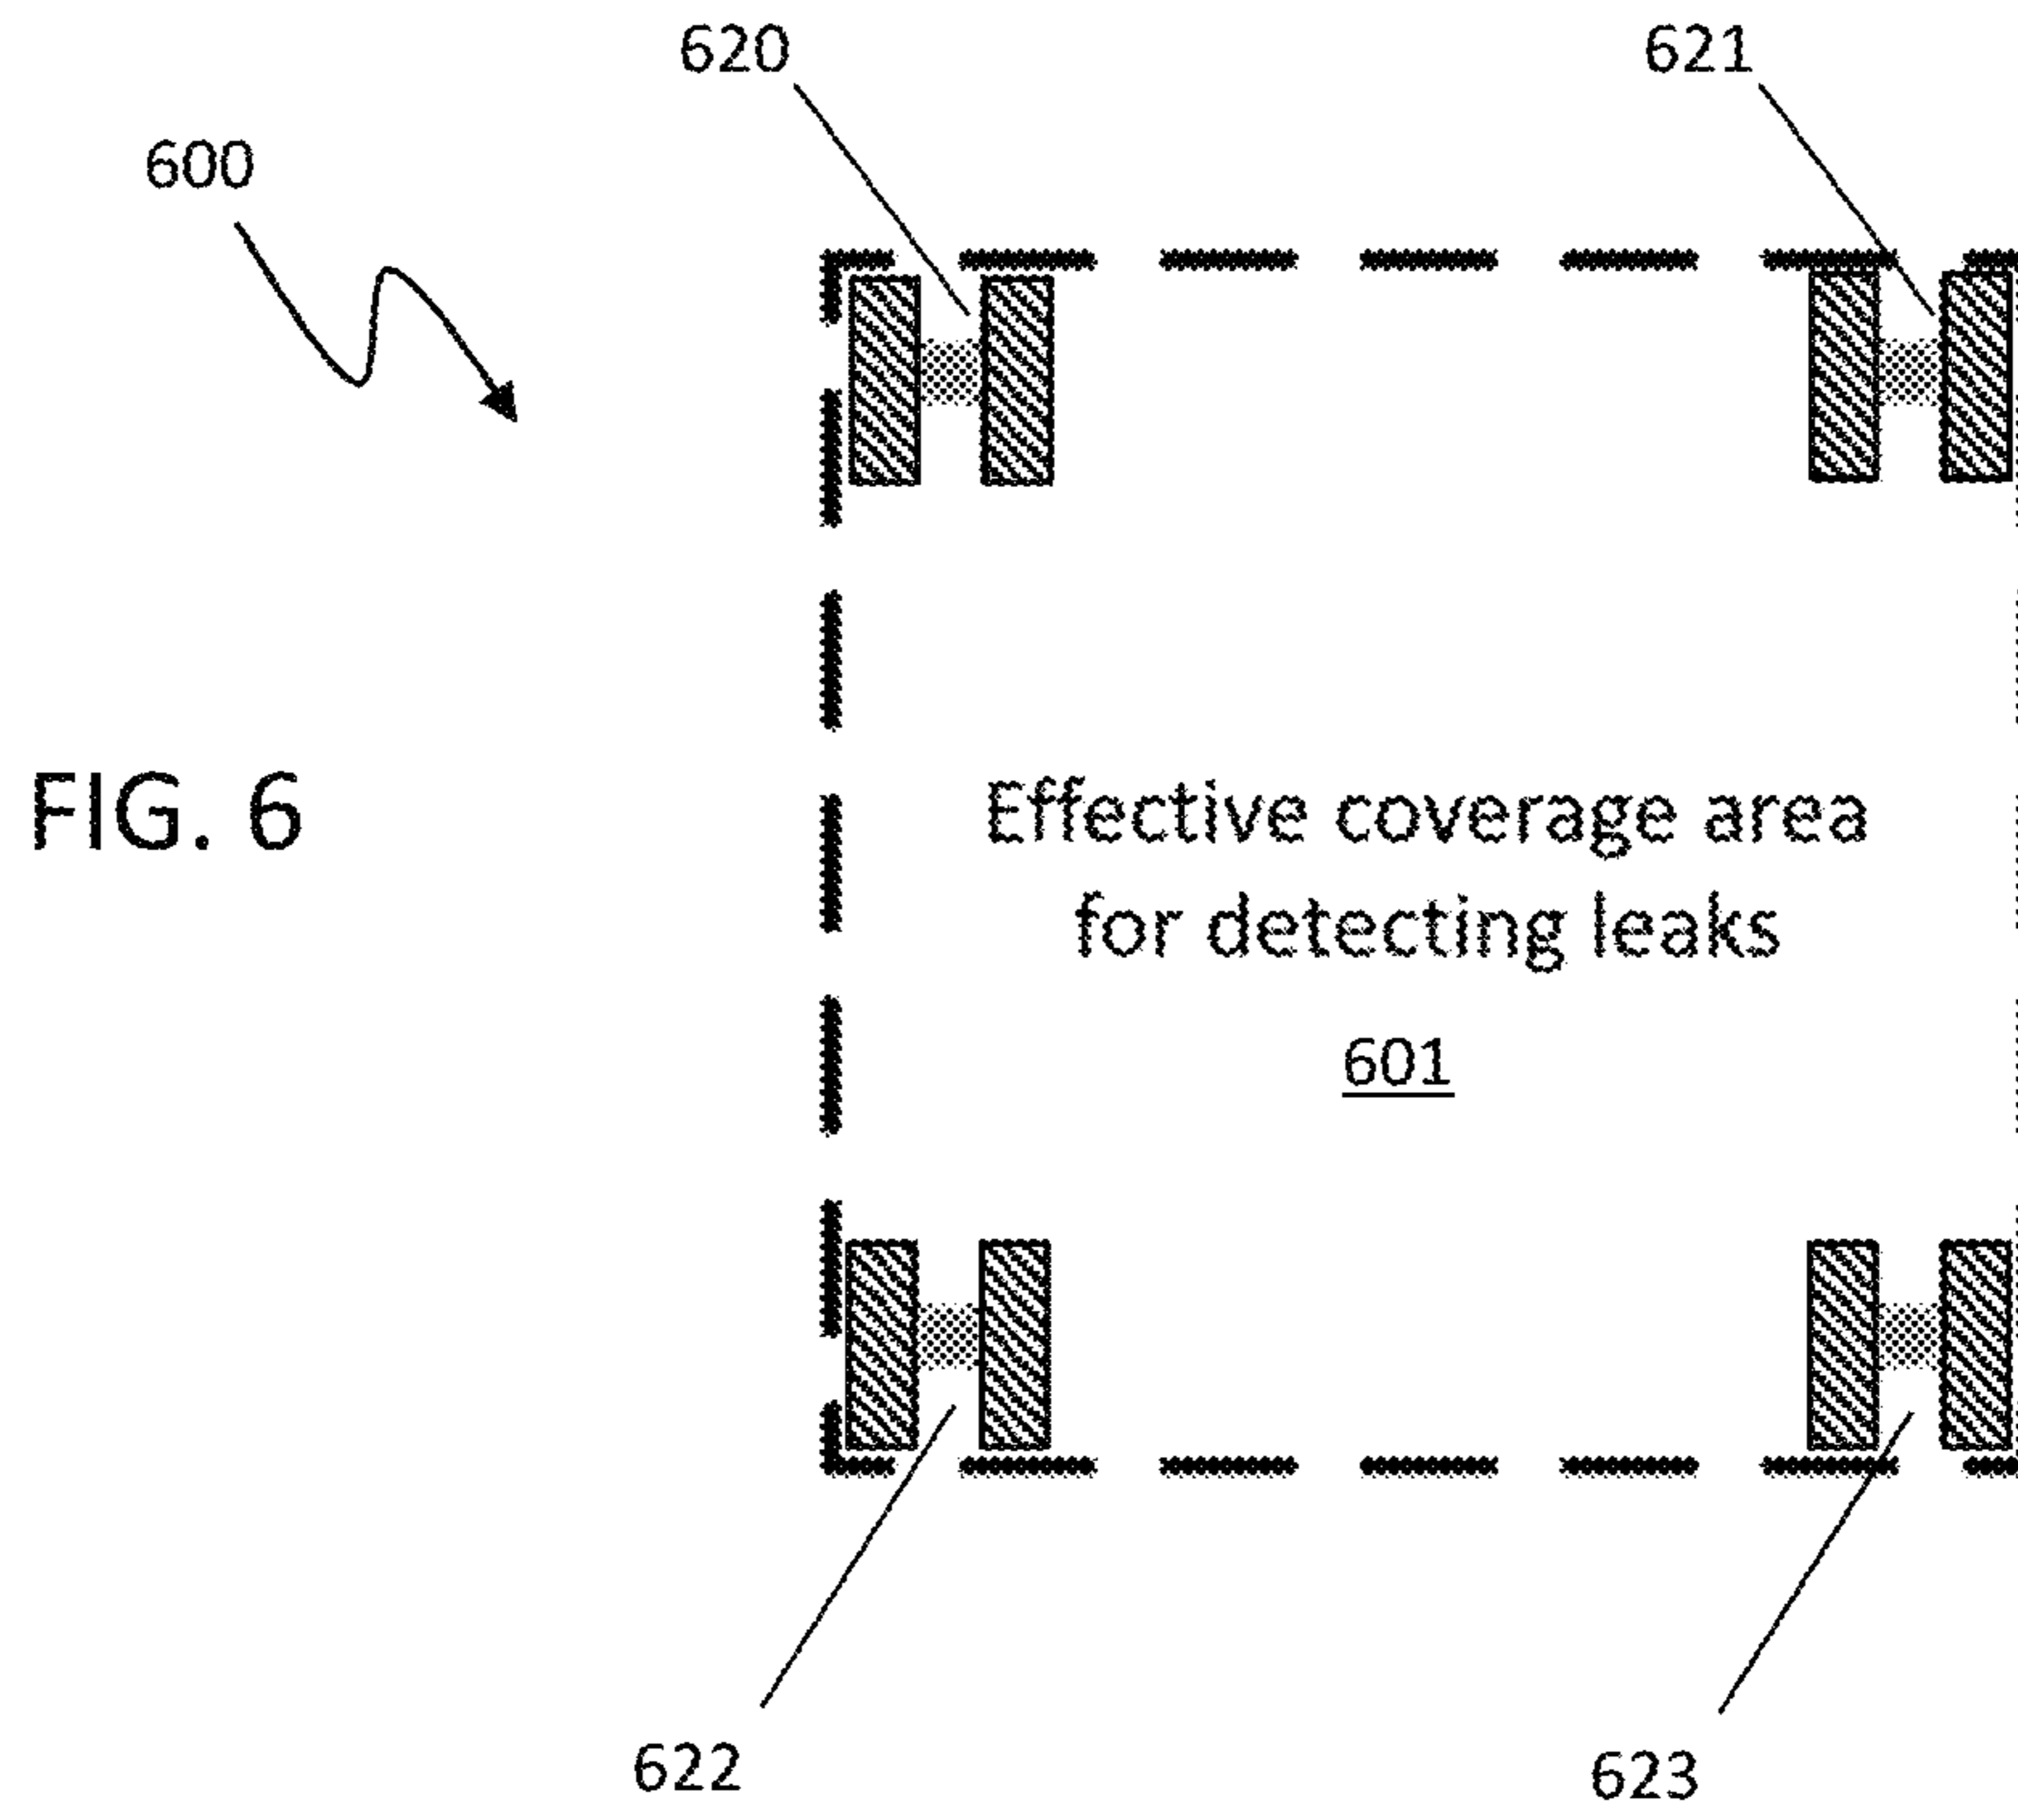 620
621
600
FIG. 6
Effective coverage area
for detecting leaks
601
622
623